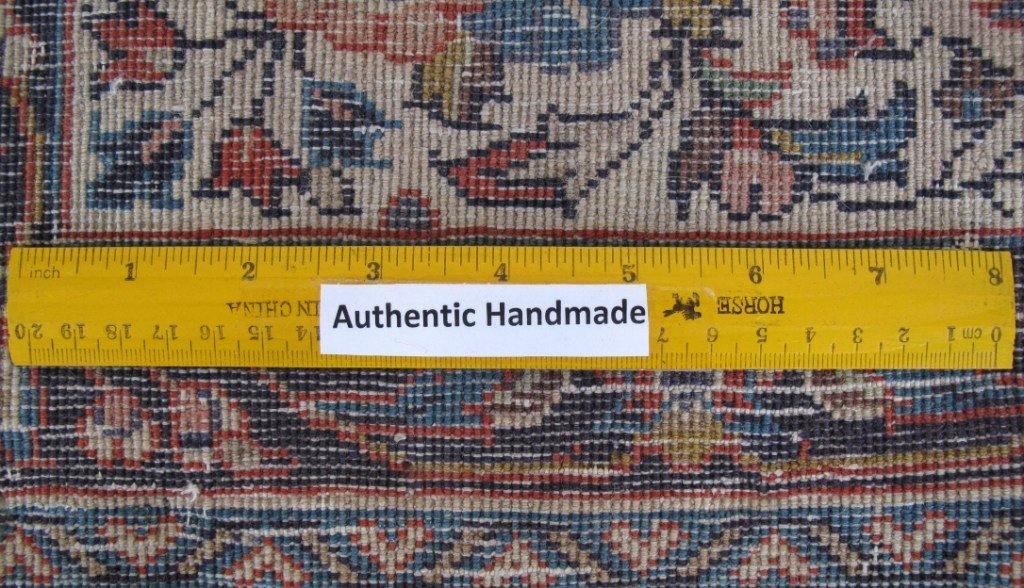 inch 1 2 3 4 5 6 7 8
Authentic Handmade
IN CHINA
HORSE
20 19 18 17 16 15 14 7 6 5 4 3 2 1 cm 0